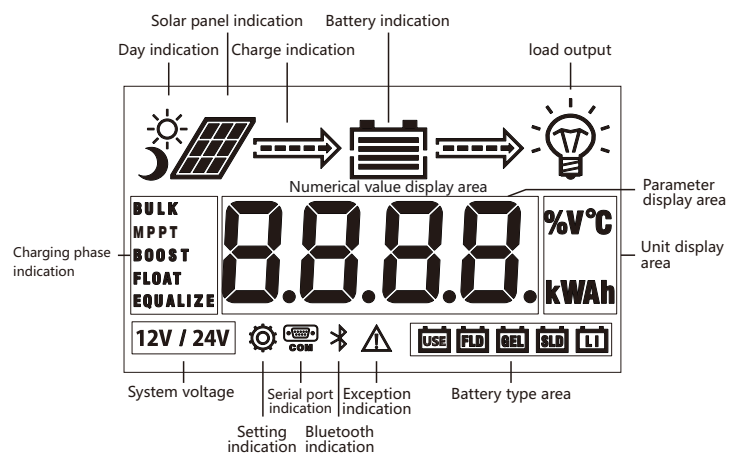 Solar panel indication
Battery indication
Day indication
Charge indication
load output
Numerical value display area
Parameter
display area
BULK
MPPT
BOOST
FLOAT
EQUALIZE
8.8.8.8.
%V°C
kWAh
Charging phase
indication
Unit display
area
12V / 24V
COM
USE
FLD
GEL
SLD
LI
System voltage
Serial port
indication
Exception
indication
Battery type area
Setting
indication
Bluetooth
indication